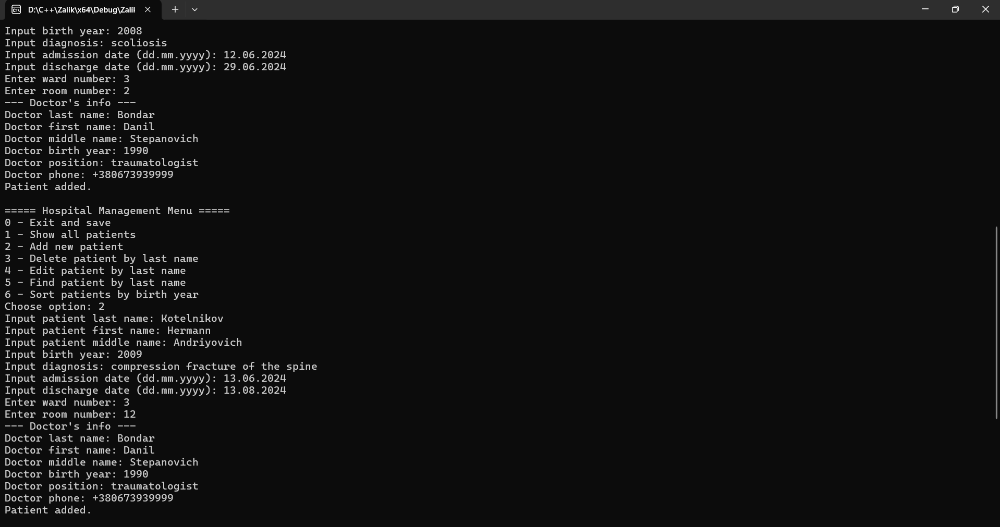 D:\C++\Zalik\x64\Debug\Zalil
Input birth year: 2008
Input diagnosis: scoliosis
Input admission date (dd.mm.yyyy): 12.06.2024
Input discharge date (dd.mm.yyyy): 29.06.2024
Enter ward number: 3
Enter room number: 2
--- Doctor's info ---
Doctor last name: Bondar
Doctor first name: Danil
Doctor middle name: Stepanovich
Doctor birth year: 1990
Doctor position: traumatologist
Doctor phone: +380673939999
Patient added.
===== Hospital Management Menu =====
0 - Exit and save
1 - Show all patients
2 - Add new patient
3 - Delete patient by last name
4 - Edit patient by last name
5 - Find patient by last name
6 - Sort patients by birth year
Choose option: 2
Input patient last name: Kotelnikov
Input patient first name: Hermann
Input patient middle name: Andriyovich
Input birth year: 2009
Input diagnosis: compression fracture of the spine
Input admission date (dd.mm.yyyy): 13.06.2024
Input discharge date (dd.mm.yyyy): 13.08.2024
Enter ward number: 3
Enter room number: 12
--- Doctor's info ---
Doctor last name: Bondar
Doctor first name: Danil
Doctor middle name: Stepanovich
Doctor birth year: 1990
Doctor position: traumatologist
Doctor phone: +380673939999
Patient added.